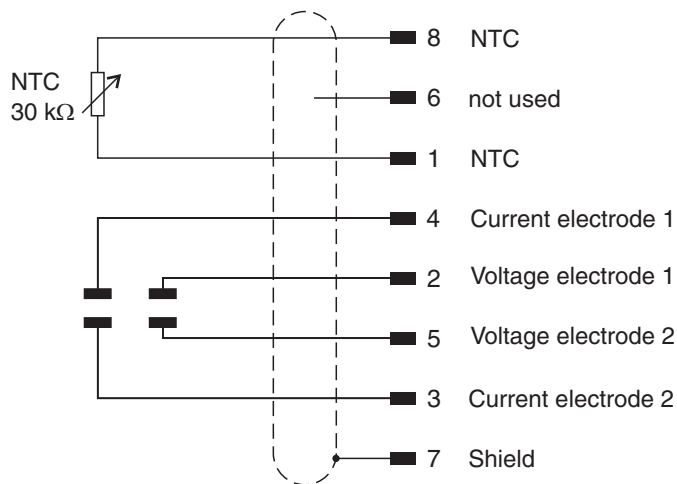 8 NTC
NTC
30 kΩ
6 not used
1 NTC
4 Current electrode 1
2 Voltage electrode 1
5 Voltage electrode 2
3 Current electrode 2
7 Shield